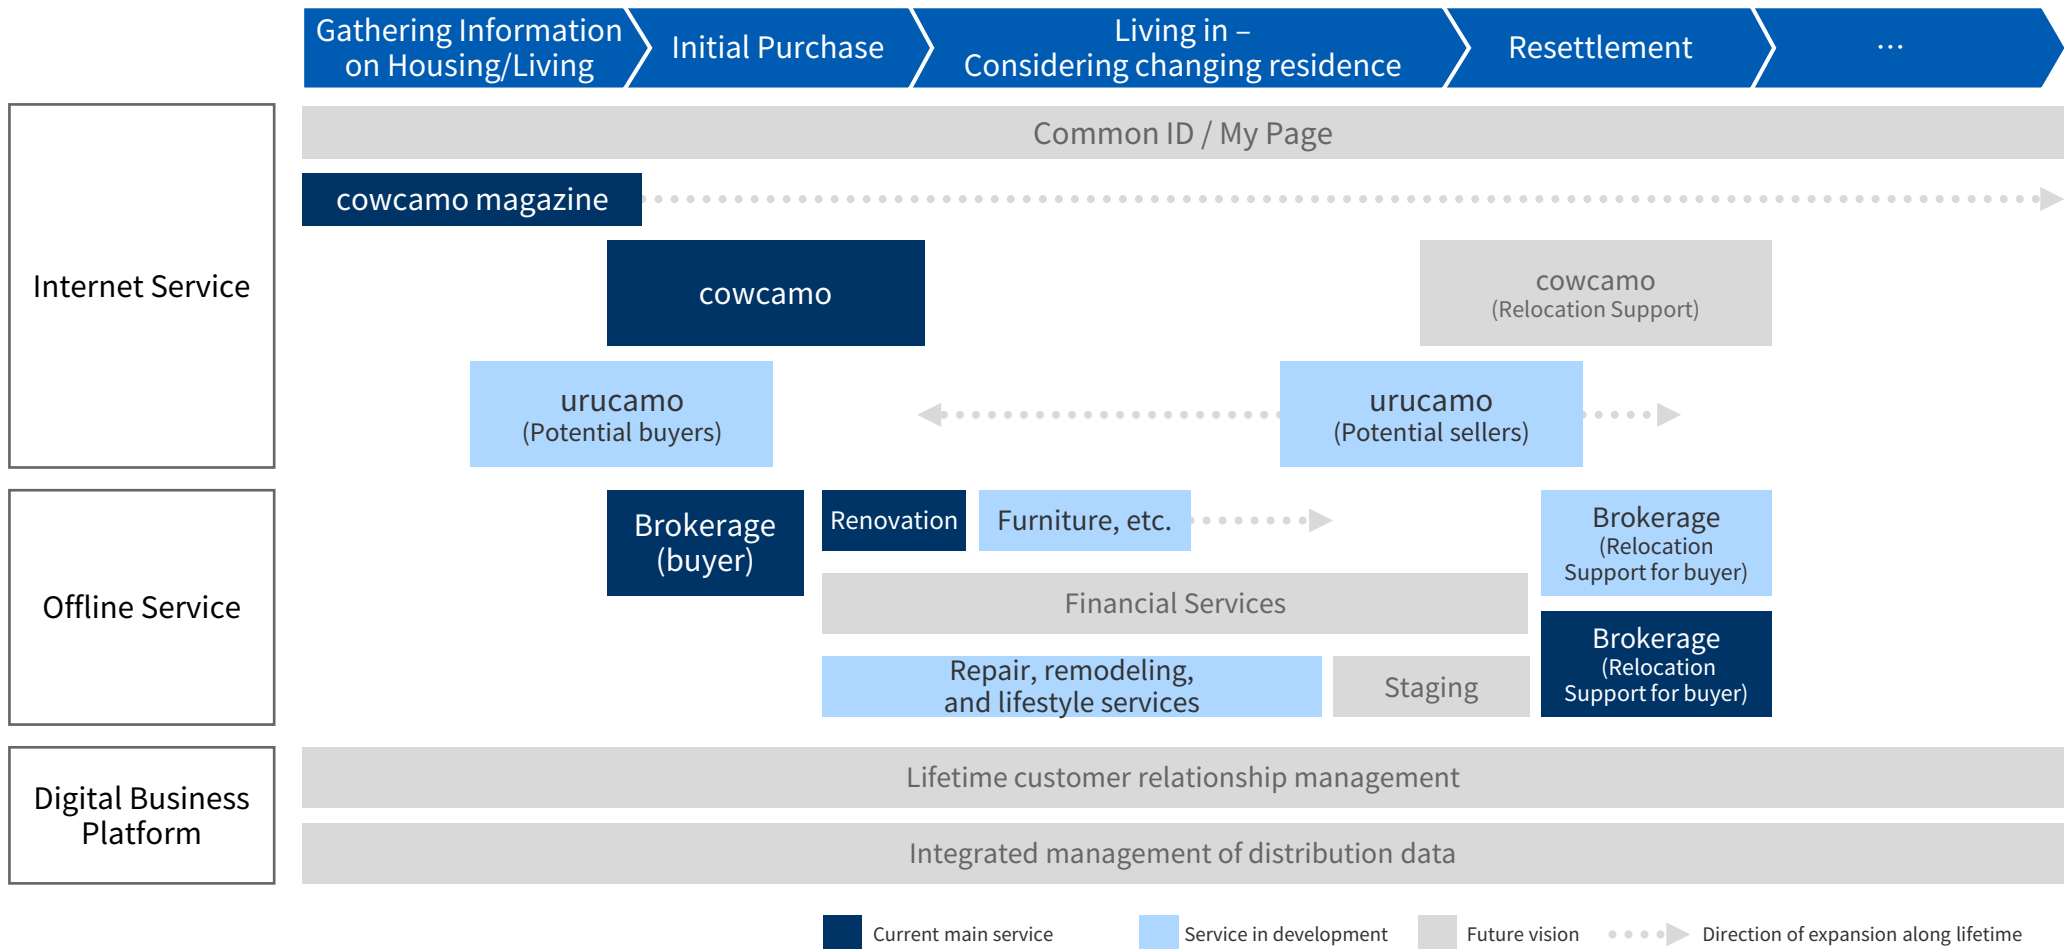 Gathering Information
on Housing/Living
Initial Purchase
Living in –
Considering changing residence
Resettlement
…
Internet Service
Common ID / My Page
cowcamo magazine
cowcamo
cowcamo
(Relocation Support)
urucamo
(Potential buyers)
urucamo
(Potential sellers)
Offline Service
Brokerage
(buyer)
Renovation
Furniture, etc.
Brokerage
(Relocation
Support for buyer)
Financial Services
Repair, remodeling,
and lifestyle services
Staging
Brokerage
(Relocation
Support for buyer)
Digital Business
Platform
Lifetime customer relationship management
Integrated management of distribution data
Current main service
Service in development
Future vision
Direction of expansion along lifetime